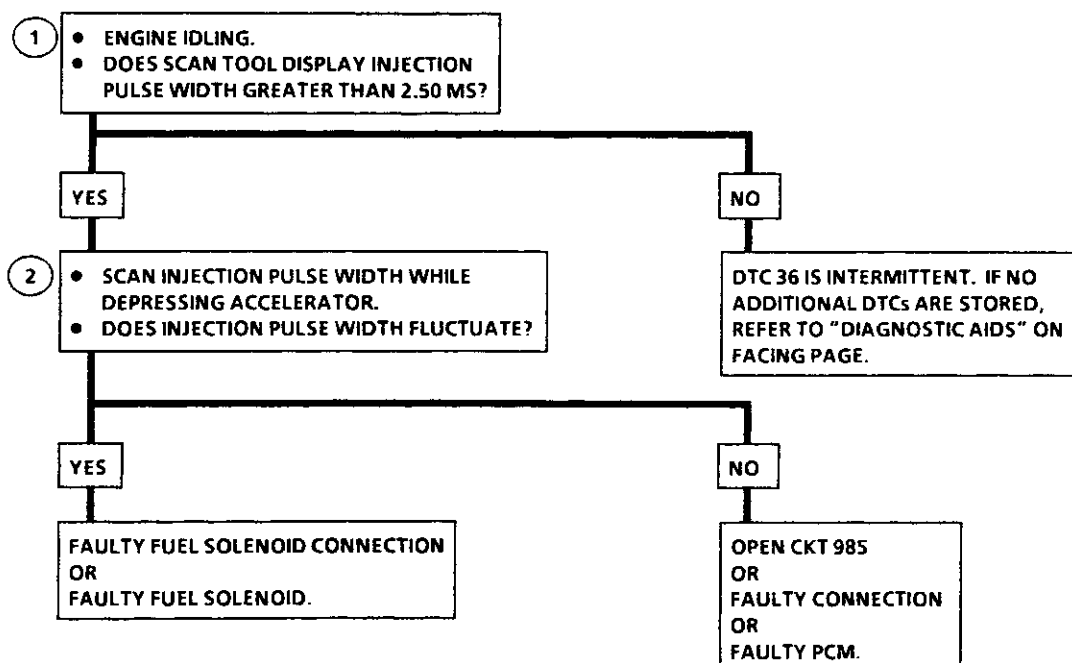 1
● ENGINE IDLING.
● DOES SCAN TOOL DISPLAY INJECTION
PULSE WIDTH GREATER THAN 2.50 MS?
YES
NO
2
● SCAN INJECTION PULSE WIDTH WHILE
DEPRESSING ACCELERATOR.
● DOES INJECTION PULSE WIDTH FLUCTUATE?
DTC 36 IS INTERMITTENT. IF NO
ADDITIONAL DTCs ARE STORED,
REFER TO "DIAGNOSTIC AIDS" ON
FACING PAGE.
YES
NO
FAULTY FUEL SOLENOID CONNECTION
OR
FAULTY FUEL SOLENOID.
OPEN CKT 985
OR
FAULTY CONNECTION
OR
FAULTY PCM.